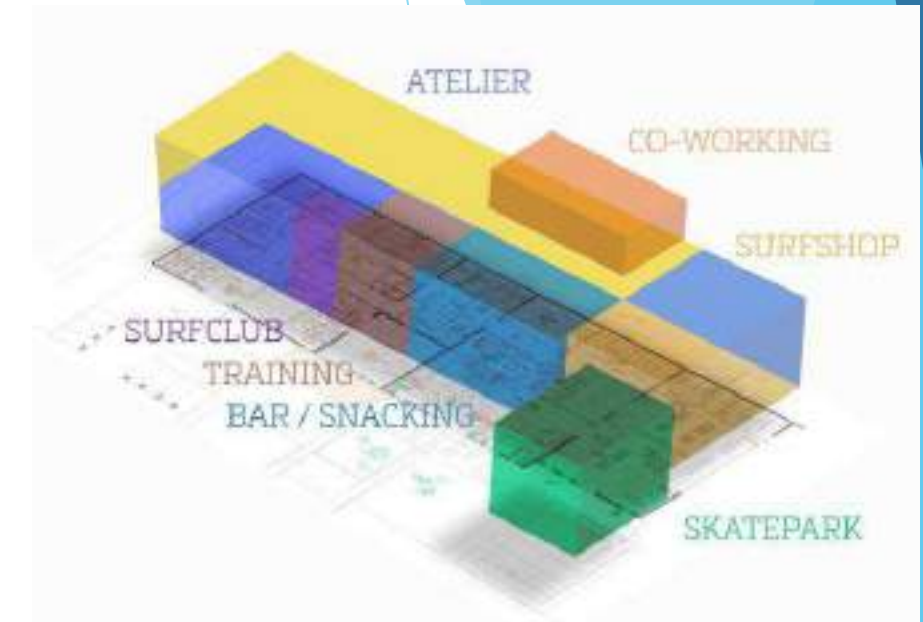 ATELIER
CO-WORKING
SURFSHOP
SURFCLUB
TRAINING
BAR / SNACKING
SKATEPARK